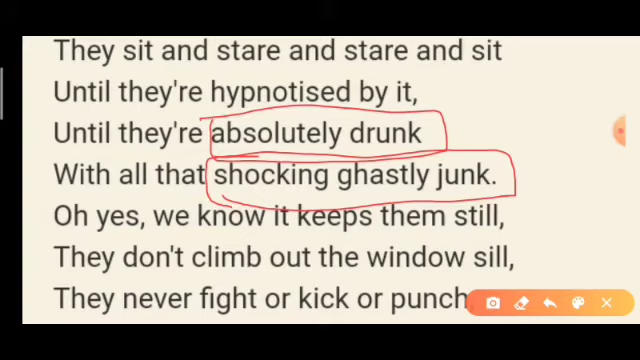 They sit and stare and stare and sit
Until they're hypnotised by it,
Until they're absolutely drunk
With all that shocking ghastly junk.
Oh yes, we know it keeps them still,
They don't climb out the window sill,
They never fight or kick or punch,